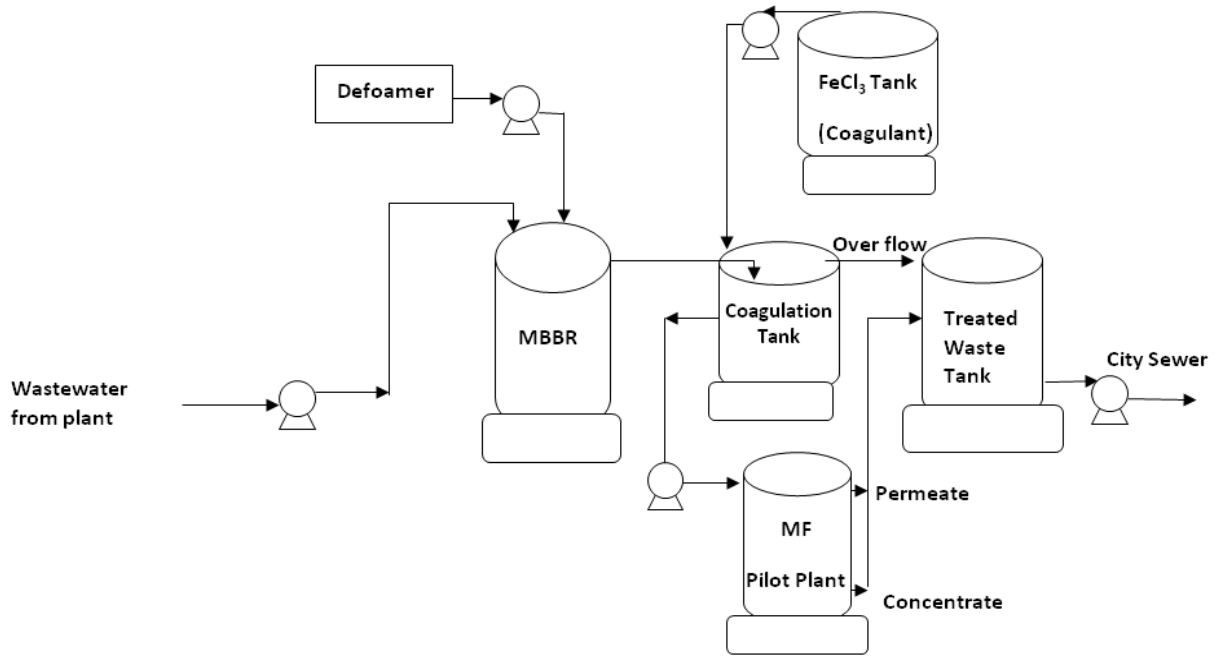 FeCl₃ Tank
(Coagulant)
Defoamer
Over flow
MBBR
Coagulation
Tank
Treated
Waste
Tank
City Sewer
Wastewater
from plant
Permeate
MF
Pilot Plant
Concentrate